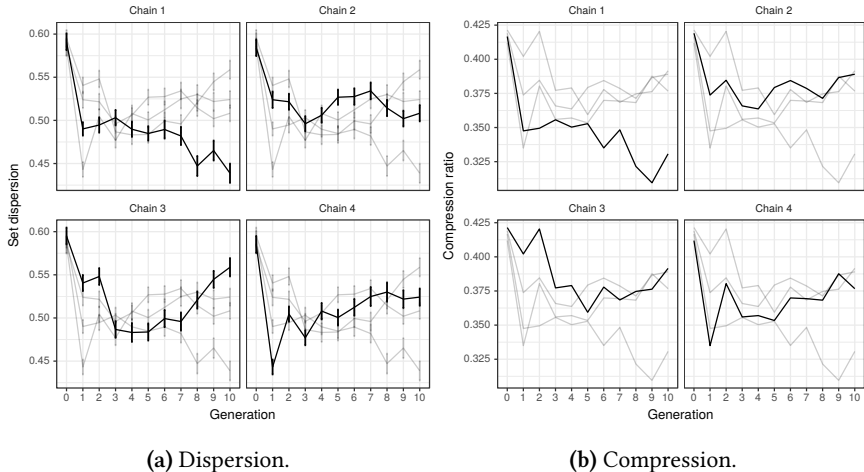 Chain 1 Chain 2
0.60
0.55
0.50
0.45
Chain 3 Chain 4
0.60
0.55
0.50
0.45
0 1 2 3 4 5 6 7 8 9 10 0 1 2 3 4 5 6 7 8 9 10
Set dispersion
Generation
(a) Dispersion.
Chain 1 Chain 2
0.425
0.400
0.375
0.350
0.325
Chain 3 Chain 4
0.425
0.400
0.375
0.350
0.325
0 1 2 3 4 5 6 7 8 9 10 0 1 2 3 4 5 6 7 8 9 10
Compression ratio
Generation
(b) Compression.